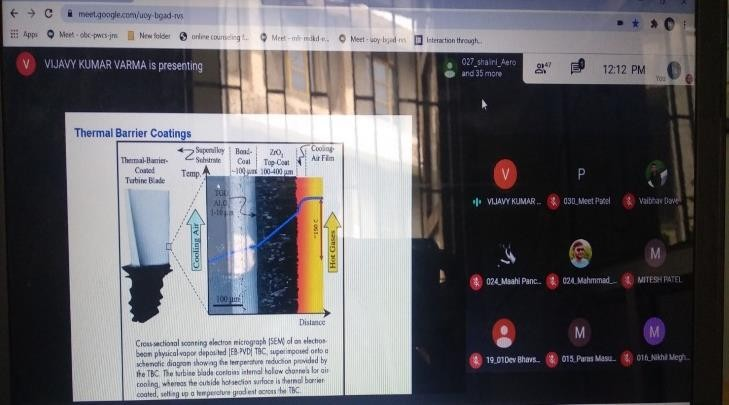 meet.google.com/uoy-bgad-rvs
Apps
Meet - obc-pwcs-jrn
New folder
online counseling f...
Meet - mfr-mdkd-e...
Meet - uoy-bgad-rvs
Interaction through...
V
VIJAVY KUMAR VARMA is presenting
027_shalini_Aero
and 35 more
47
12:12 PM
You
Thermal Barrier Coatings
Thermal-Barrier-
Coated
Turbine Blade
Superalloy
Substrate
Bond-
Coat
~100 µm
ZrO2
Top-Coat
100-400 µm
Cooling-
Air Film
Temp.
TGO
1-10 µm
Cooling Air
Hot Gases
100 µm
Distance
Cross-sectional scanning electron micrograph (SEM) of an electron-
beam physical-vapor deposited (EB-PVD) TBC, superimposed onto a
schematic diagram showing the temperature reduction provided by
the TBC. The turbine blade contains internal hollow channels for air
cooling, whereas the outside hot-section surface is thermal barrier
coated, setting up a temperature gradient across the TBC.
V
VIJAVY KUMAR ...
P
030_Meet Patel
Vaibhav Dave
024_Maahi Panc...
024_Mahmmad_...
M
MITESH PATEL
19_01Dev Bhavs...
M
015_Paras Masu...
M
016_Nikhil Megh...